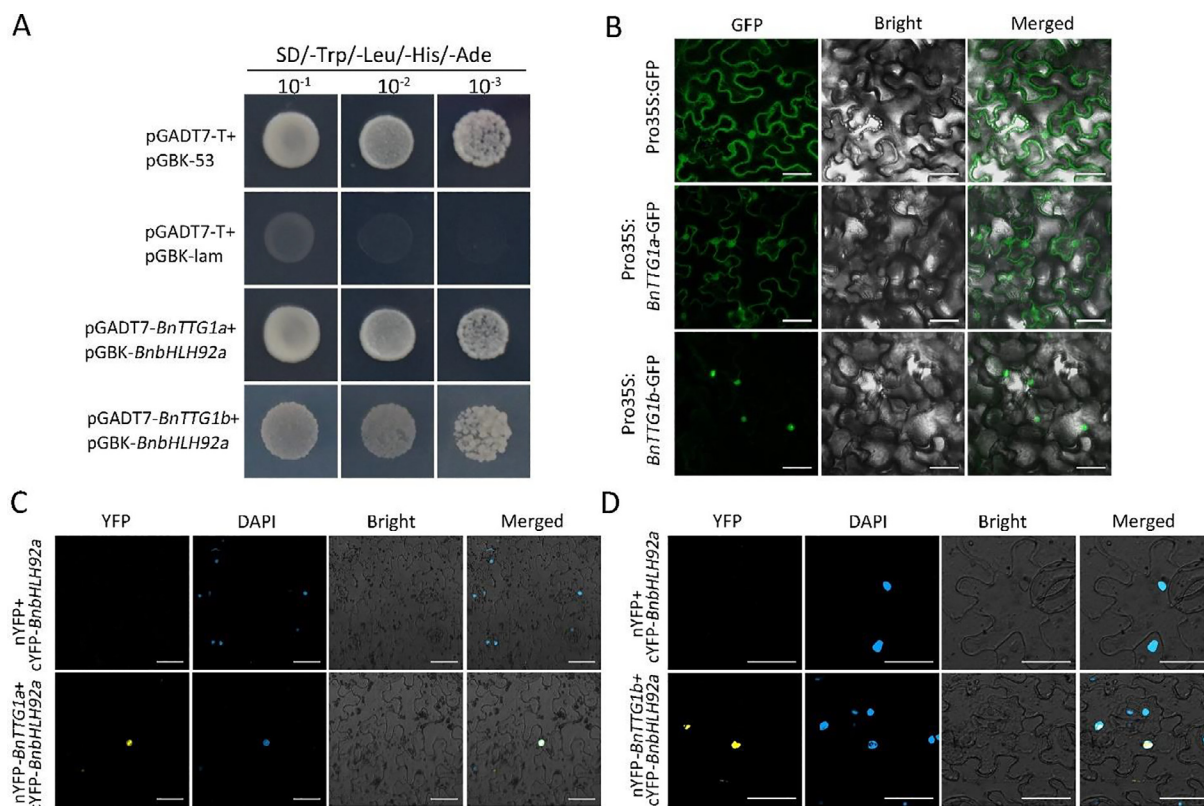 A
SD/-Trp/-Leu/-His/-Ade
10-1 10-2 10-3
pGADT7-T+
pGBK-53
pGADT7-T+
pGBK-lam
pGADT7-BnTTG1a+
pGBK-BnbHLH92a
pGADT7-BnTTG1b+
pGBK-BnbHLH92a
B
GFP Bright Merged
Pro35S:GFP
Pro35S:
BnTTG1a-GFP
Pro35S:
BnTTG1b-GFP
C
YFP DAPI Bright Merged
nYFP+
cYFP-BnbHLH92a
nYFP-BnTTG1a+
cYFP-BnbHLH92a
D
YFP DAPI Bright Merged
nYFP+
cYFP-BnbHLH92a
nYFP-BnTTG1b+
cYFP-BnbHLH92a